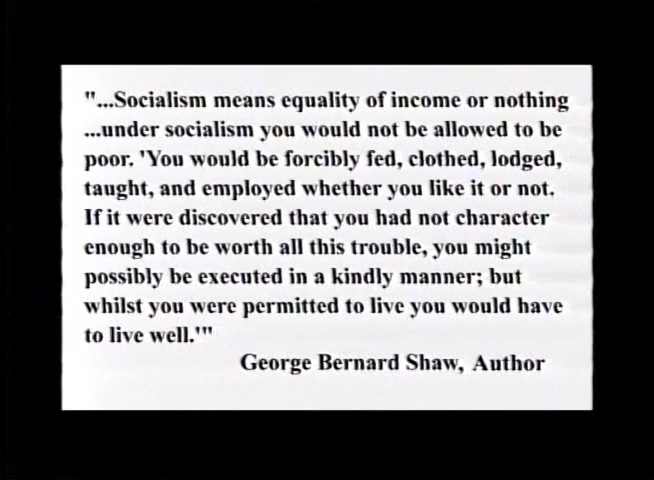 "...Socialism means equality of income or nothing
...under socialism you would not be allowed to be
poor. 'You would be forcibly fed, clothed, lodged,
taught, and employed whether you like it or not.
If it were discovered that you had not character
enough to be worth all this trouble, you might
possibly be executed in a kindly manner; but
whilst you were permitted to live you would have
to live well.'"
George Bernard Shaw, Author